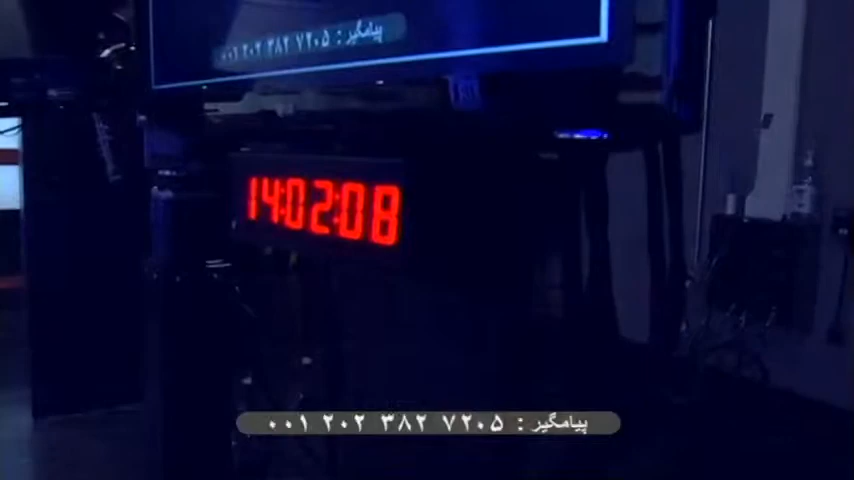 پیامگیر : ۰۰۱ ۲۰۲ ۳۸۲ ۷۲۰۵
14:02:08
پیامگیر : ۰۰۱ ۲۰۲ ۳۸۲ ۷۲۰۵